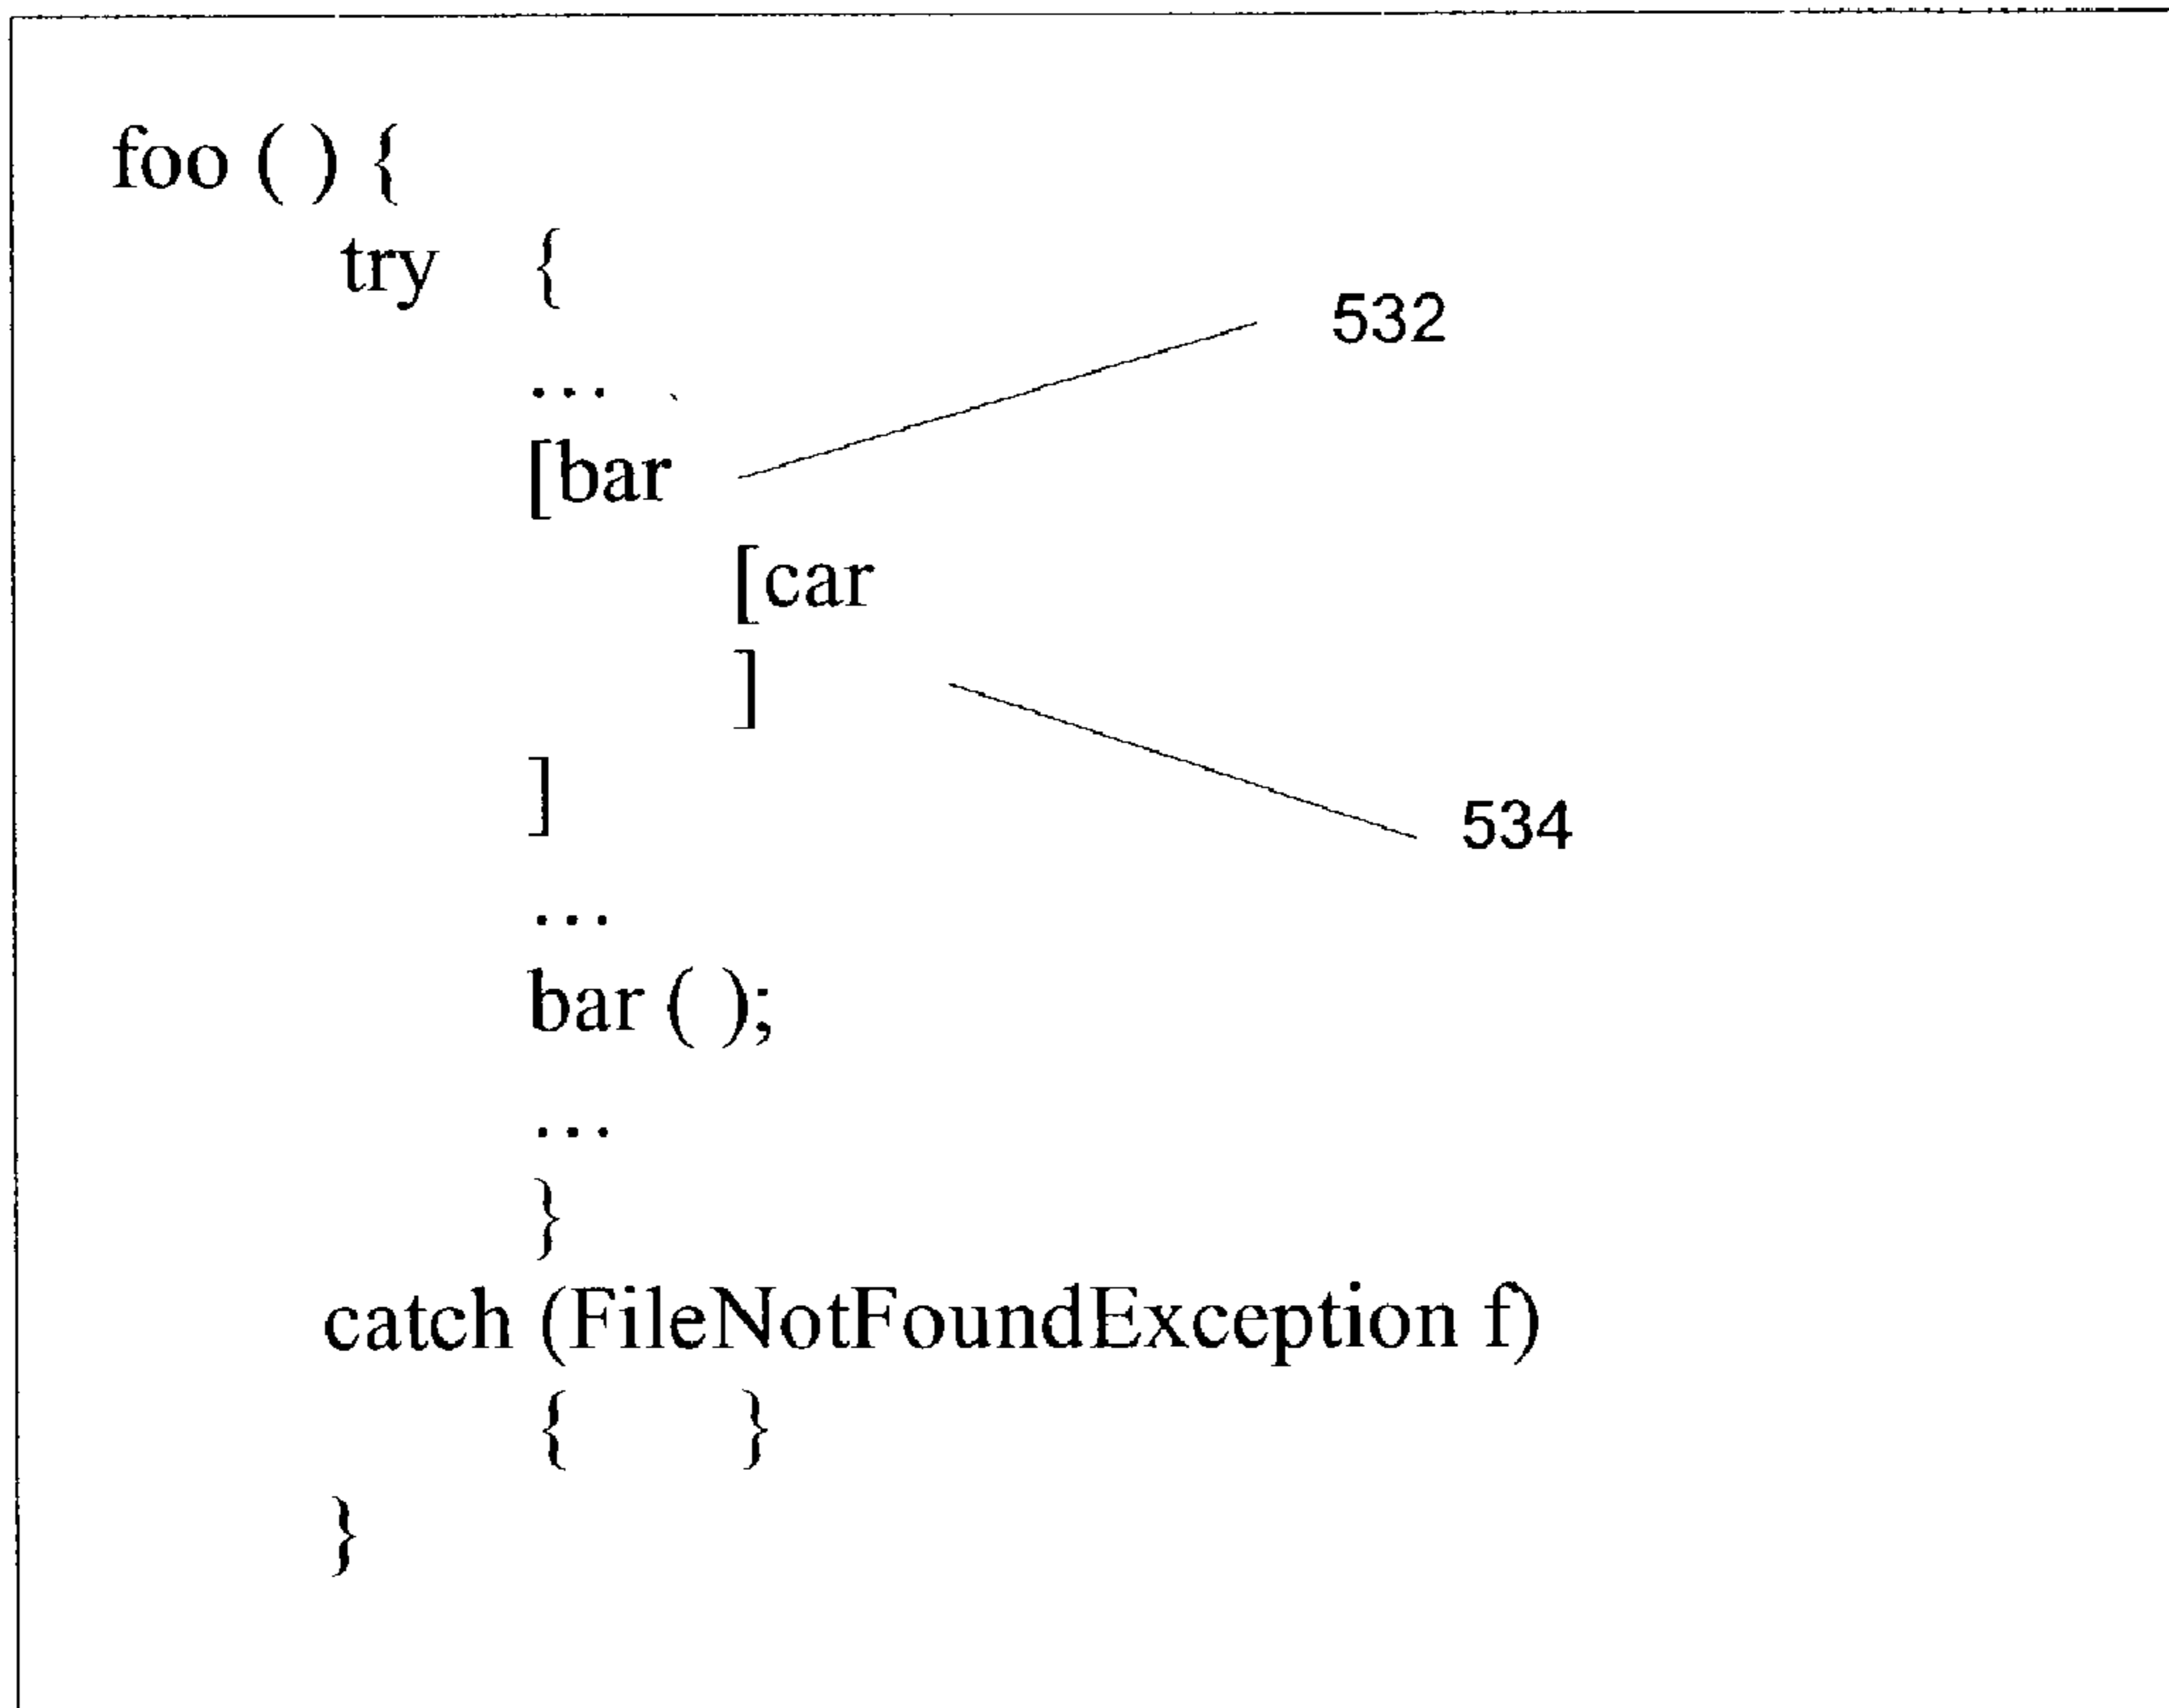 foo ( ) {
try {
532
...
[bar
[car
]
]
534
...
bar ( );
...
}
catch (FileNotFoundException f)
{ }
}